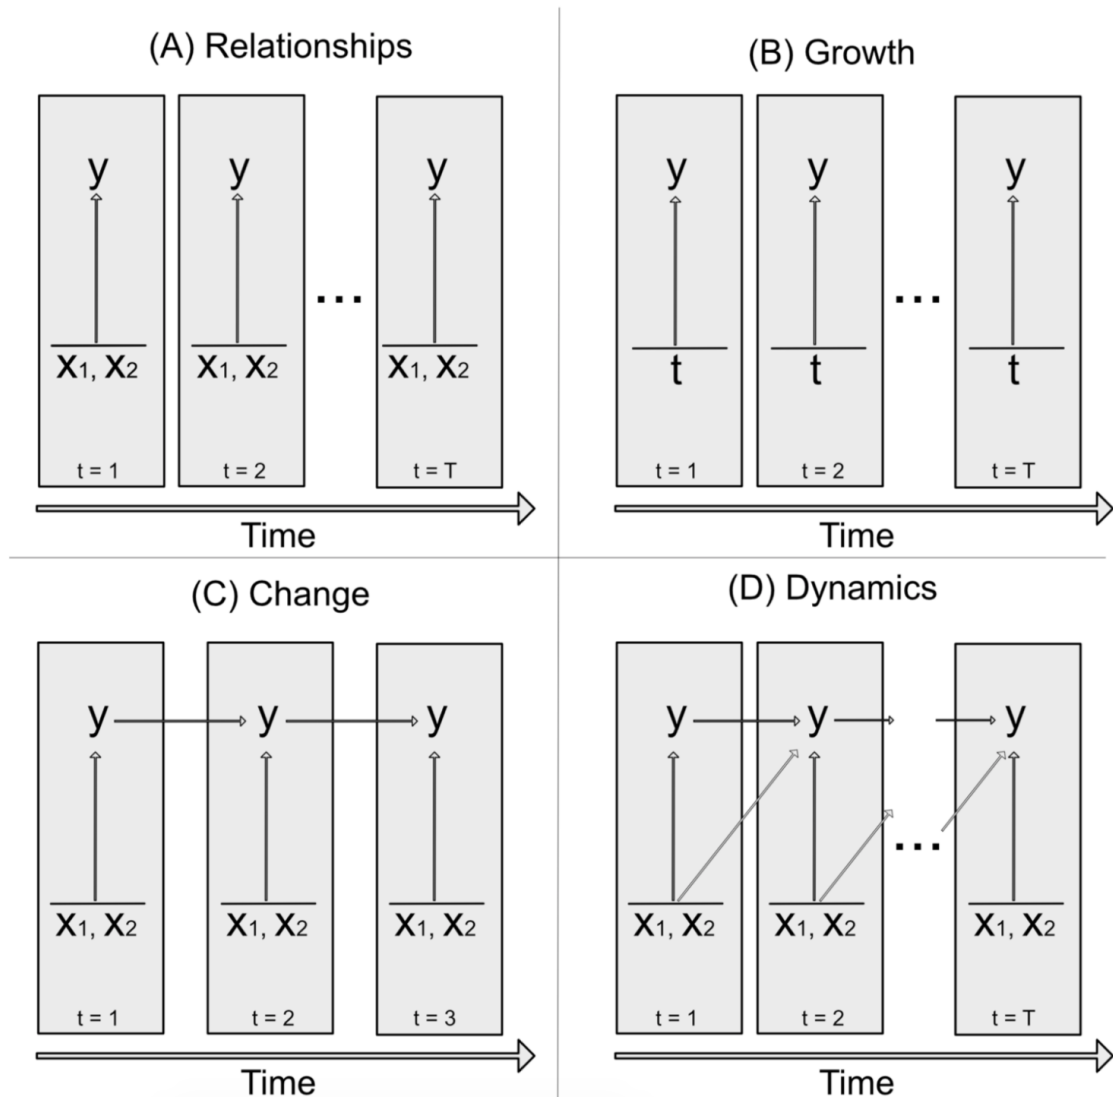 (A) Relationships
y y y
...
x1, x2 x1, x2 x1, x2
t = 1 t = 2 t = T
Time
(B) Growth
y y y
...
t t t
t = 1 t = 2 t = T
Time
(C) Change
y y y
x1, x2 x1, x2 x1, x2
t = 1 t = 2 t = 3
Time
(D) Dynamics
y y y
...
x1, x2 x1, x2 x1, x2
t = 1 t = 2 t = T
Time